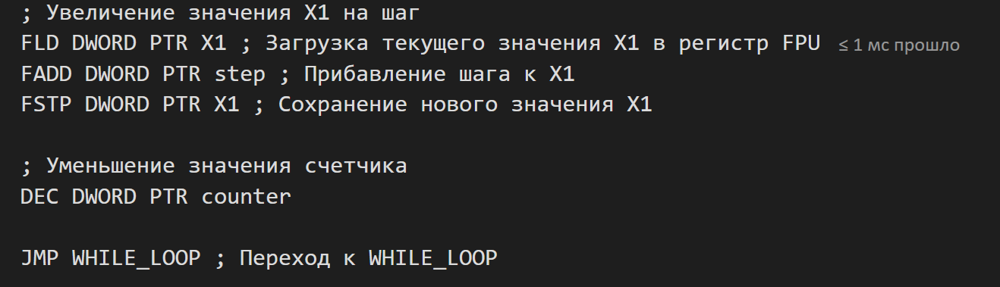 ; Увеличение значения X1 на шаг
FLD DWORD PTR X1 ; Загрузка текущего значения X1 в регистр FPU ≤ 1 мс прошло
FADD DWORD PTR step ; Прибавление шага к X1
FSTP DWORD PTR X1 ; Сохранение нового значения X1
; Уменьшение значения счетчика
DEC DWORD PTR counter
JMP WHILE_LOOP ; Переход к WHILE_LOOP